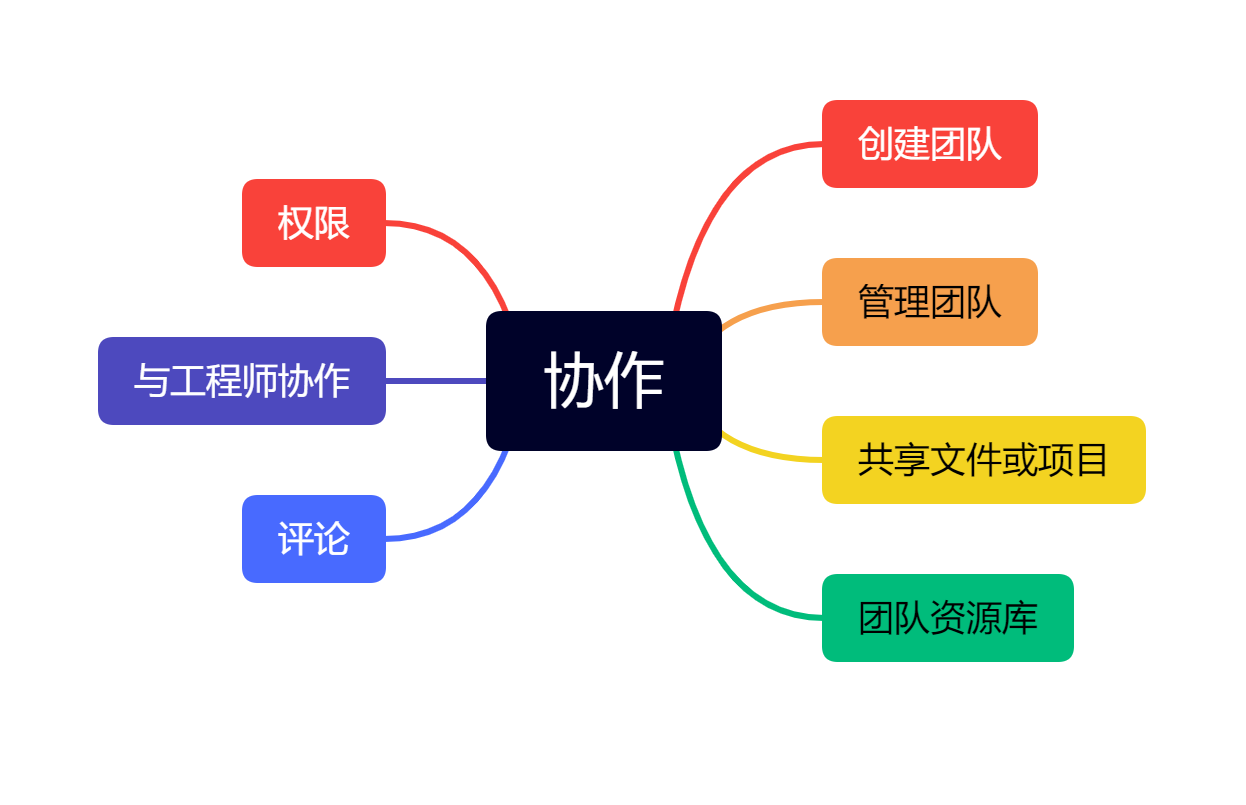 协作
创建团队
管理团队
共享文件或项目
团队资源库
权限
与工程师协作
评论